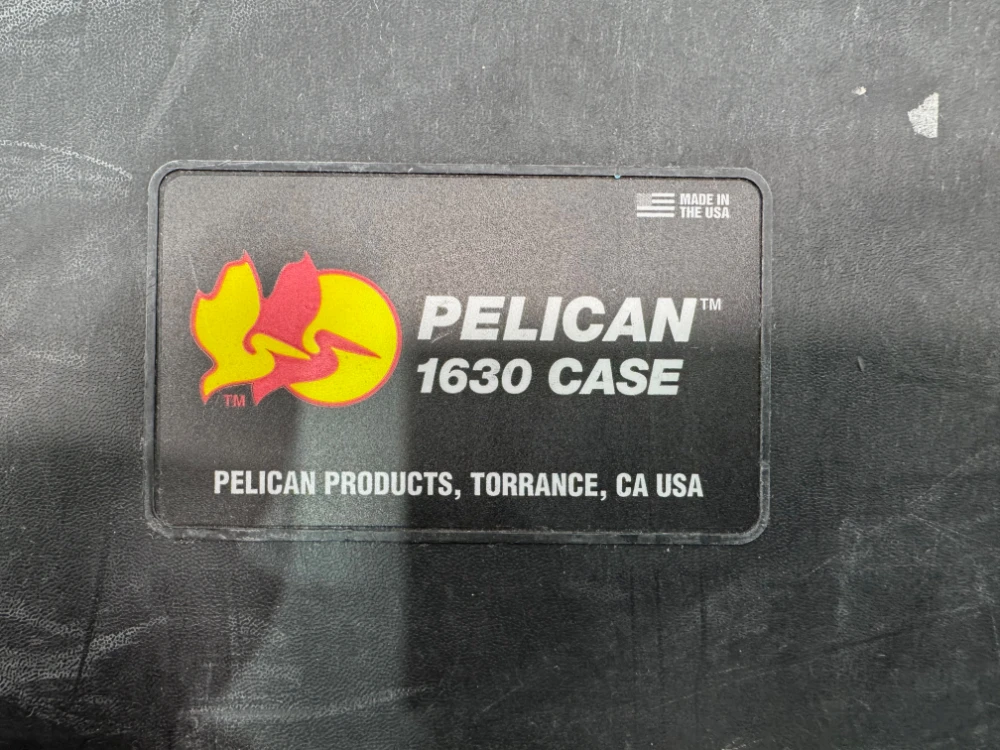 MADE IN
THE USA
PELICAN™
1630 CASE
TM
PELICAN PRODUCTS, TORRANCE, CA USA